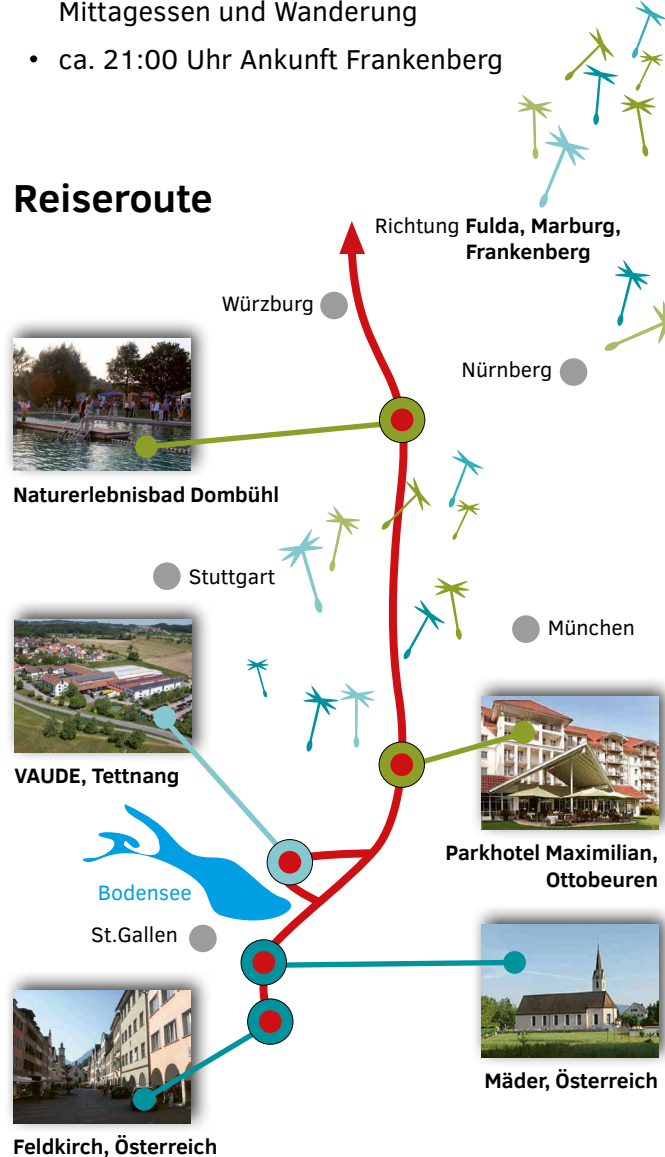 Mittagessen und Wanderung
• ca. 21:00 Uhr Ankunft Frankenberg
Reiseroute
Richtung Fulda, Marburg,
Frankenberg
Würzburg
Nürnberg
Naturerlebnisbad Dombühl
Stuttgart
München
VAUDE, Tettnang
Parkhotel Maximilian,
Ottobeuren
Bodensee
St.Gallen
Mäder, Österreich
Feldkirch, Österreich